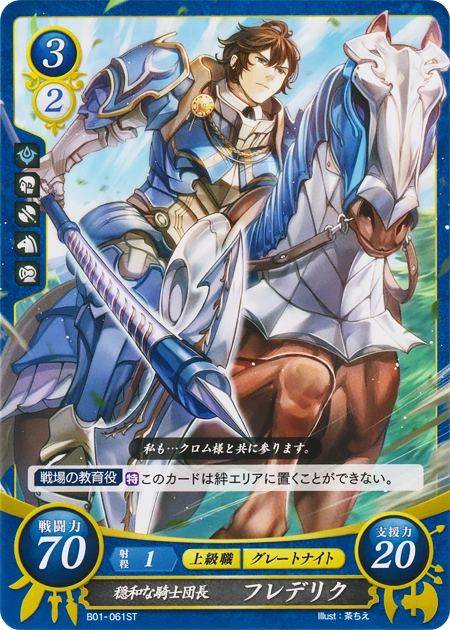 3
2
私も…クロム様と共に参ります。
戦場の教育役 特 このカードは絆エリアに置くことができない。
戦闘力
70
射程 1
上級職
グレートナイト
支援力
20
穏和な騎士団長 フレデリク
B01-061ST
Illust：茶ちえ